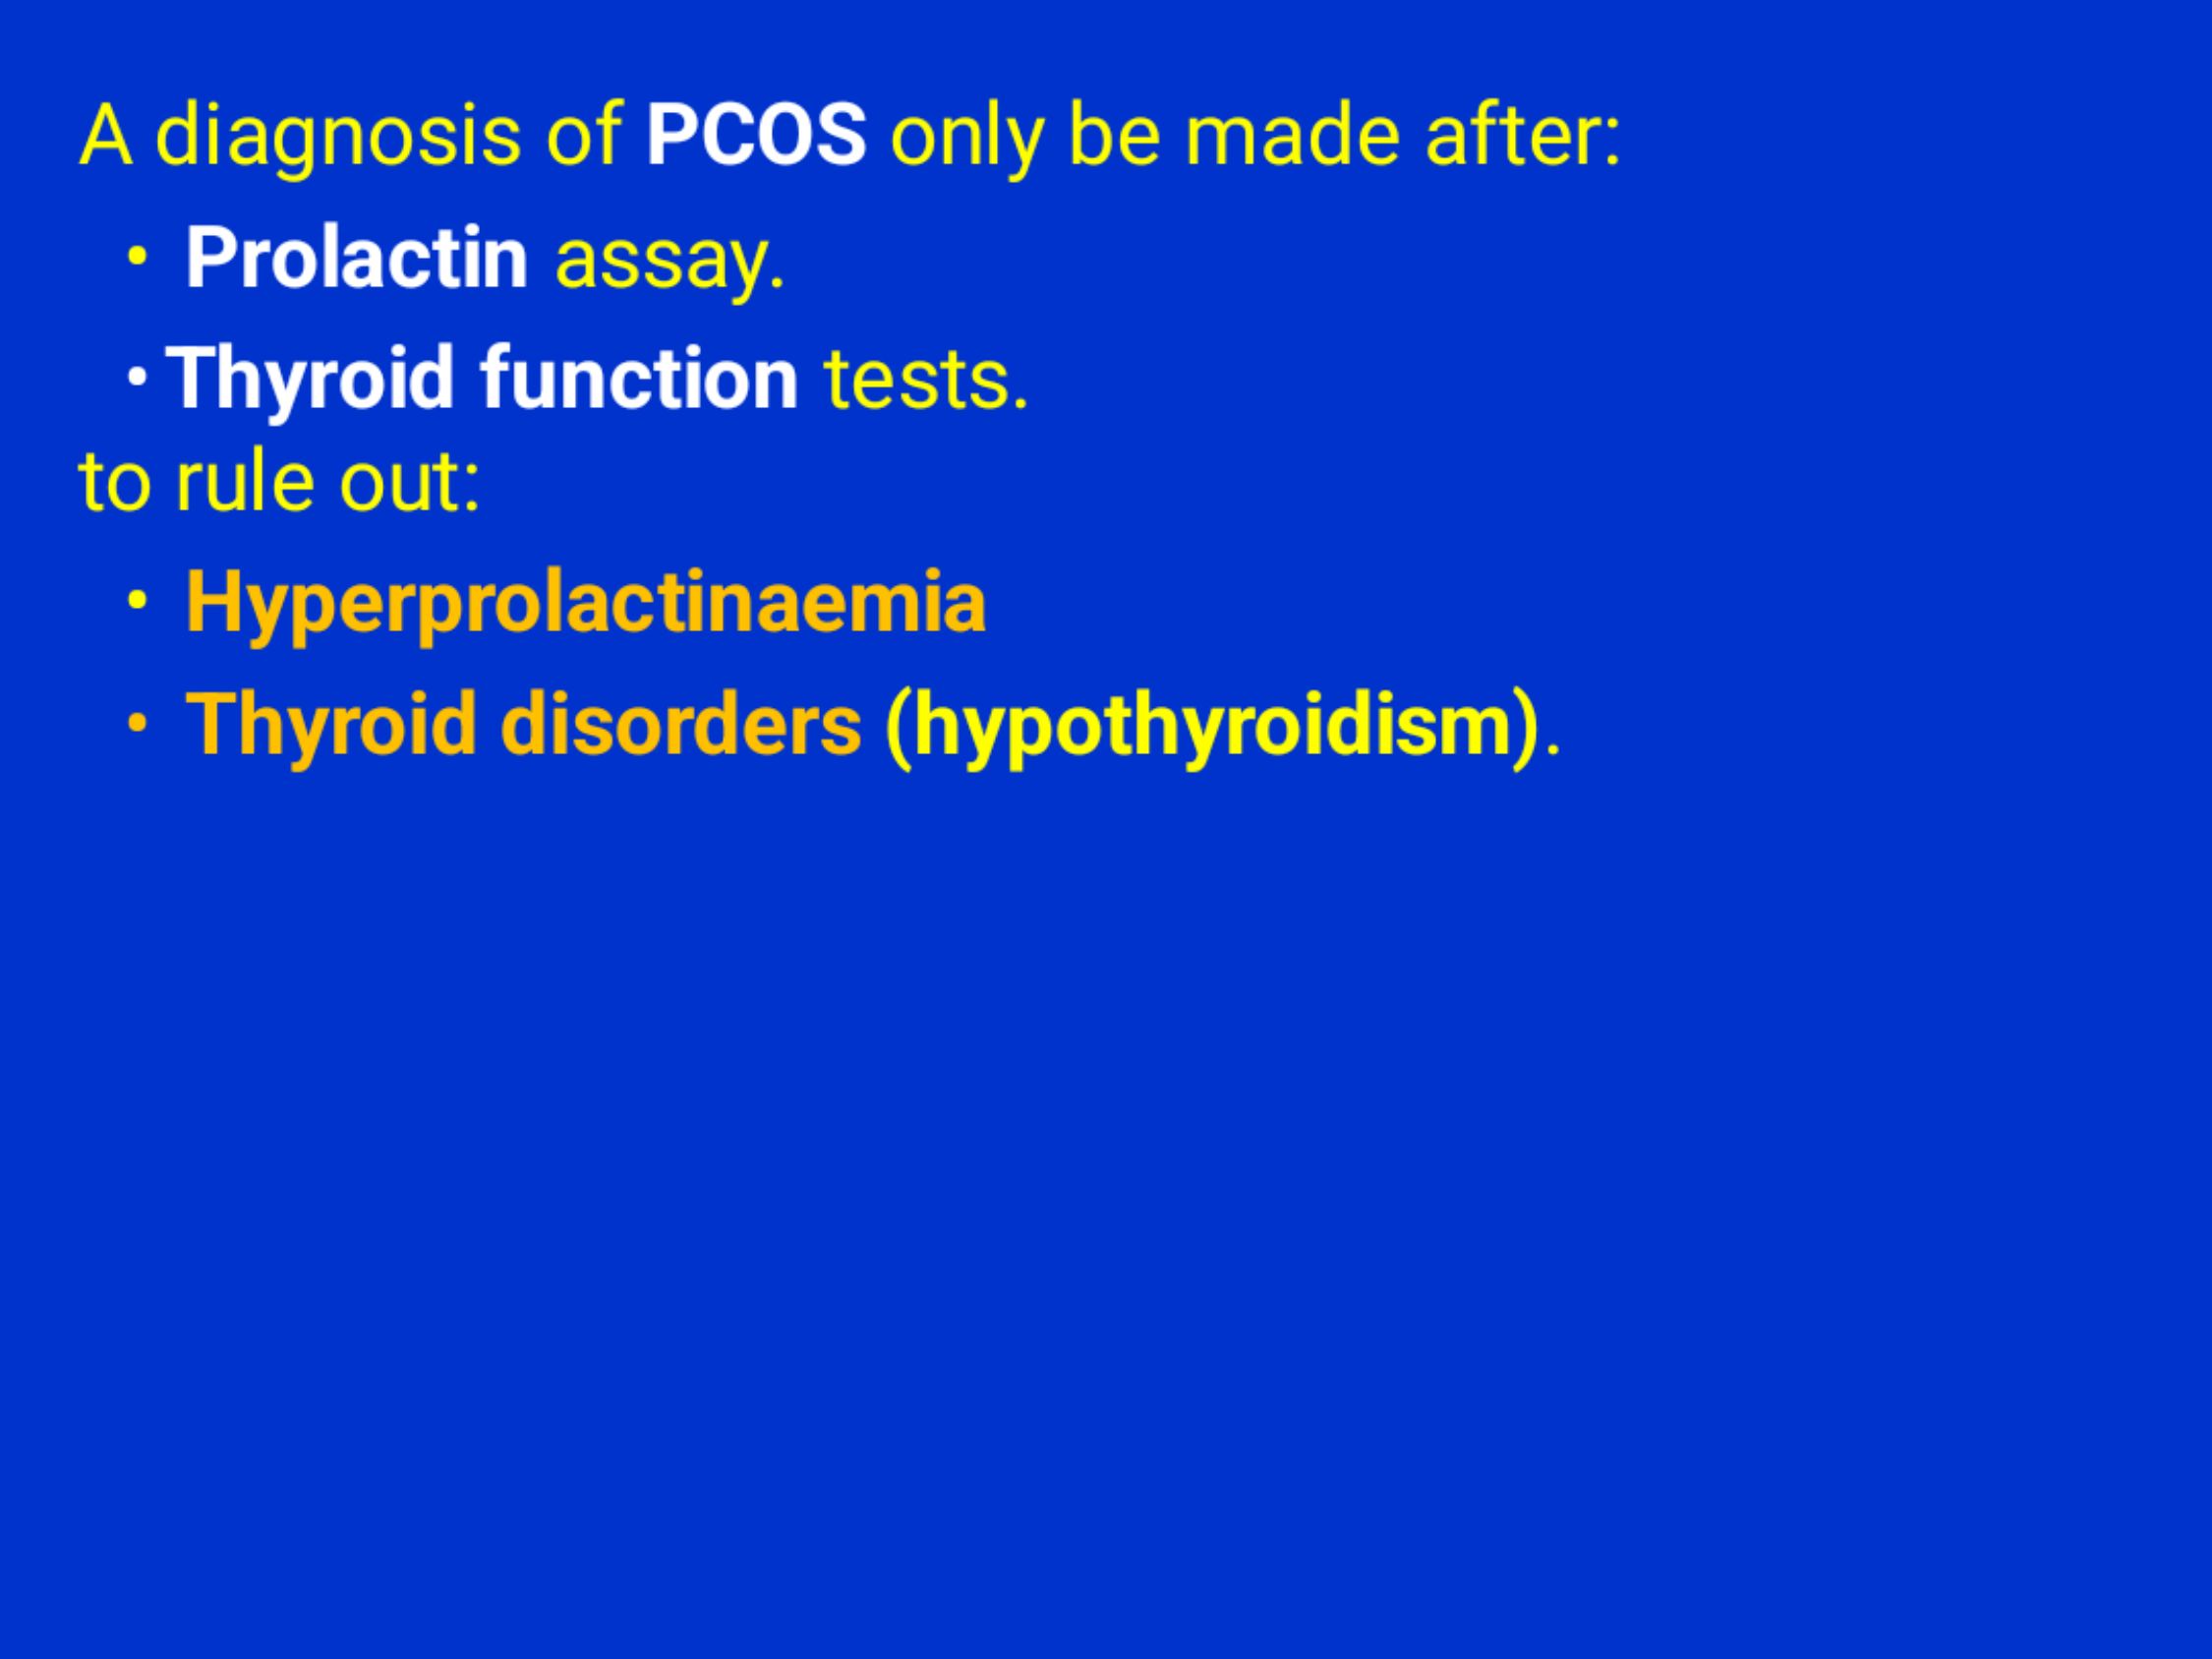 A diagnosis of PCOS only be made after:
• Prolactin assay.
• Thyroid function tests.
to rule out:
• Hyperprolactinaemia
• Thyroid disorders (hypothyroidism).